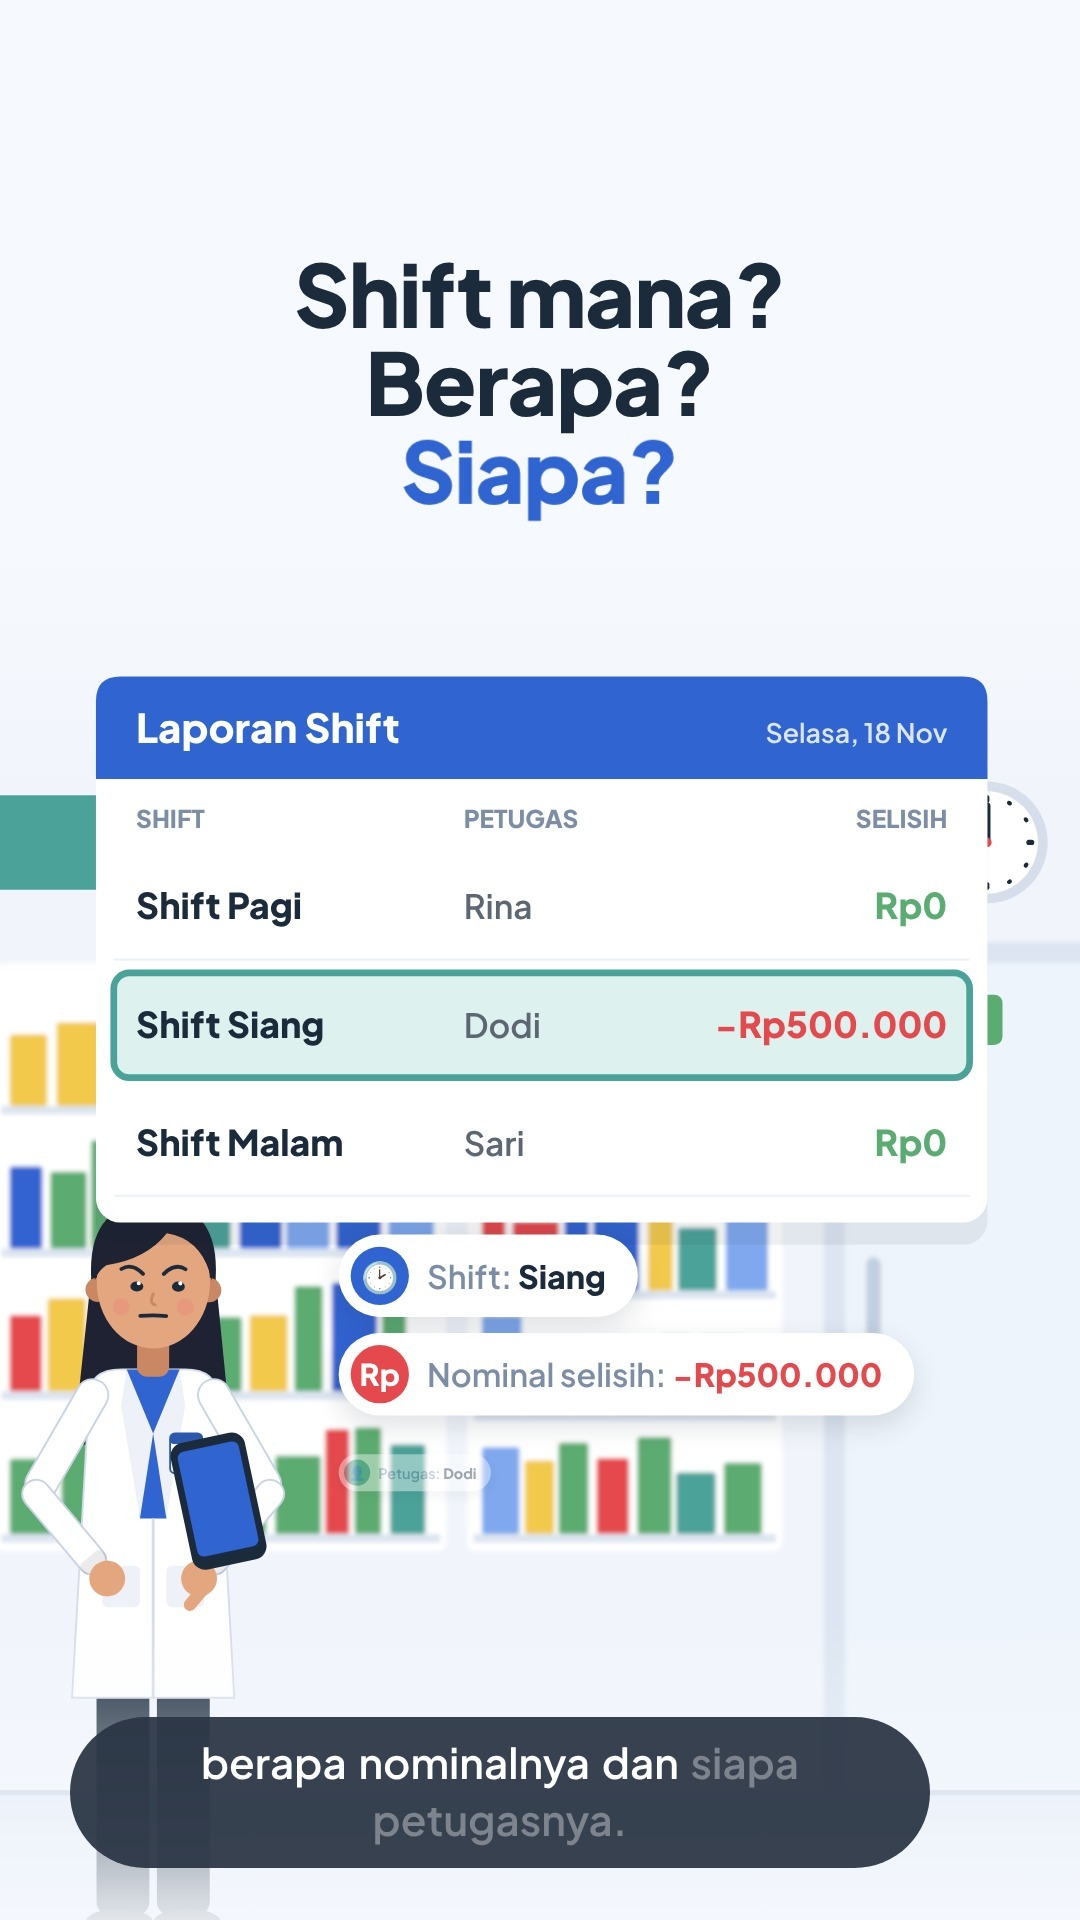 Shift mana?
Berapa?
Siapa?
Laporan Shift
Selasa, 18 Nov
SHIFT PETUGAS SELISIH
Shift Pagi Rina Rp0
Shift Siang Dodi -Rp500.000
Shift Malam Sari Rp0
Shift: Siang
Rp Nominal selisih: -Rp500.000
Petugas: Dodi
berapa nominalnya dan siapa
petugasnya.